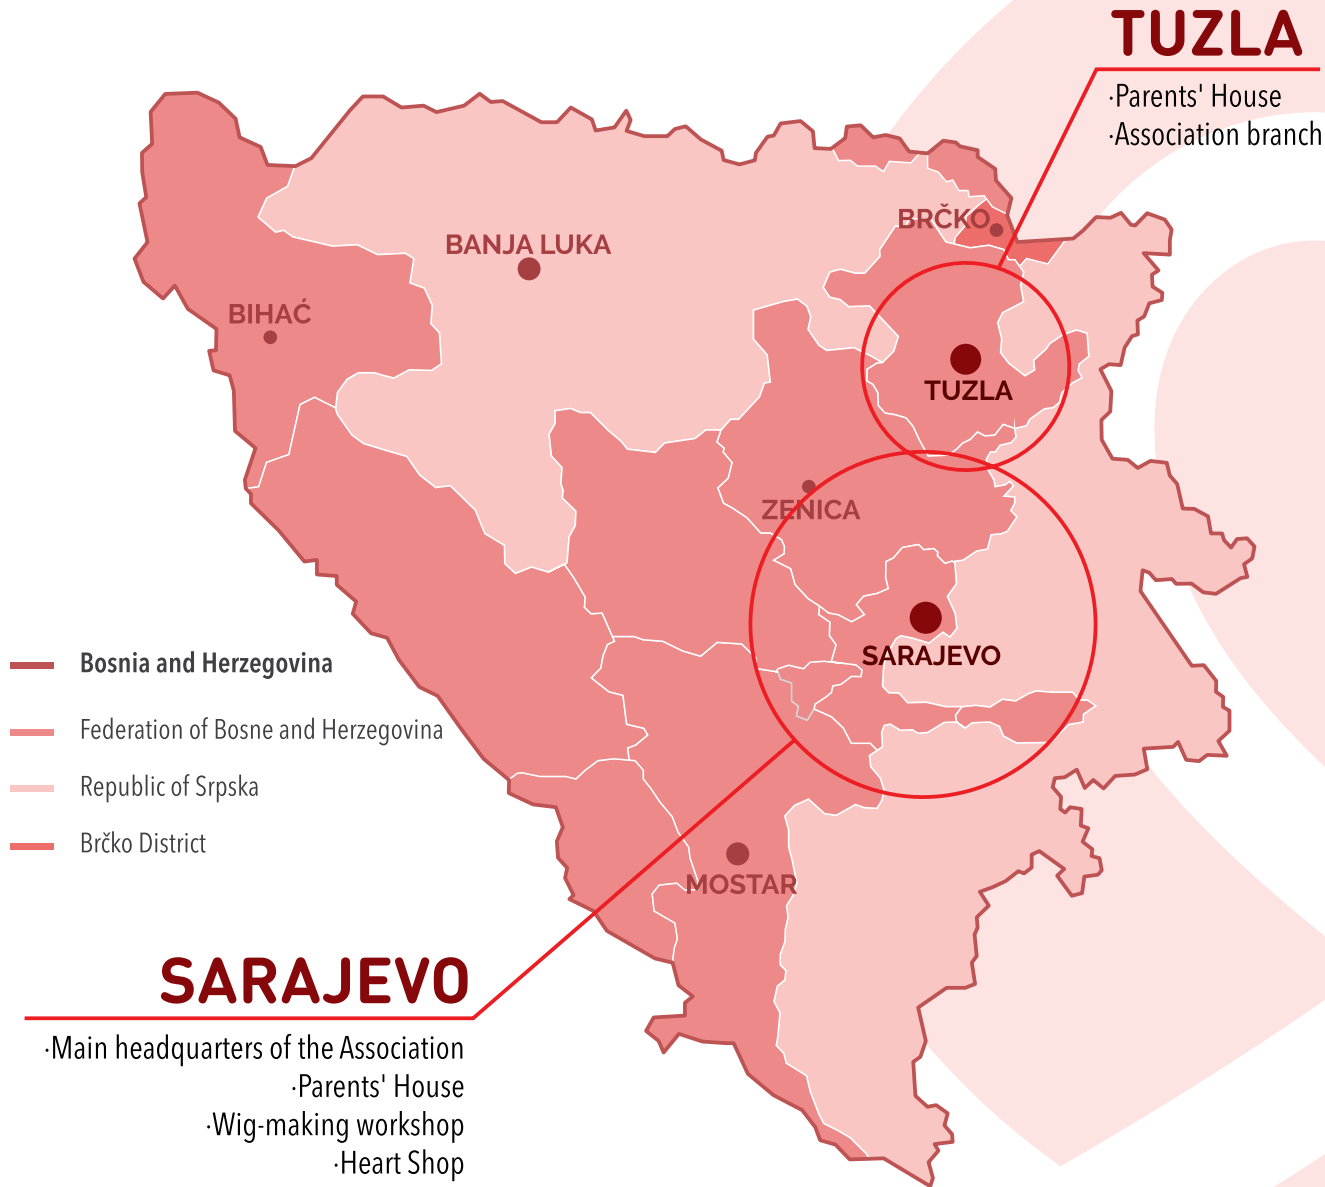 TUZLA
·Parents' House
·Association branch
BRČKO
BANJA LUKA
BIHAĆ
TUZLA
ZENICA
SARAJEVO
Bosnia and Herzegovina
Federation of Bosne and Herzegovina
Republic of Srpska
Brčko District
MOSTAR
SARAJEVO
·Main headquarters of the Association
·Parents' House
·Wig-making workshop
·Heart Shop